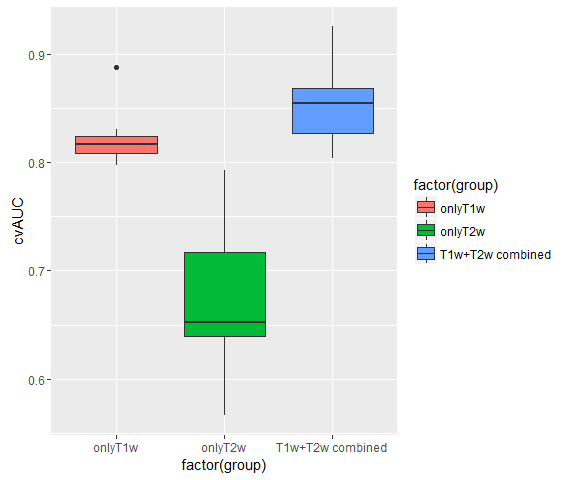 0.9
0.8
0.7
0.6
cvAUC
onlyT1w
onlyT2w
T1w+T2w combined
factor(group)
factor(group)
onlyT1w
onlyT2w
T1w+T2w combined